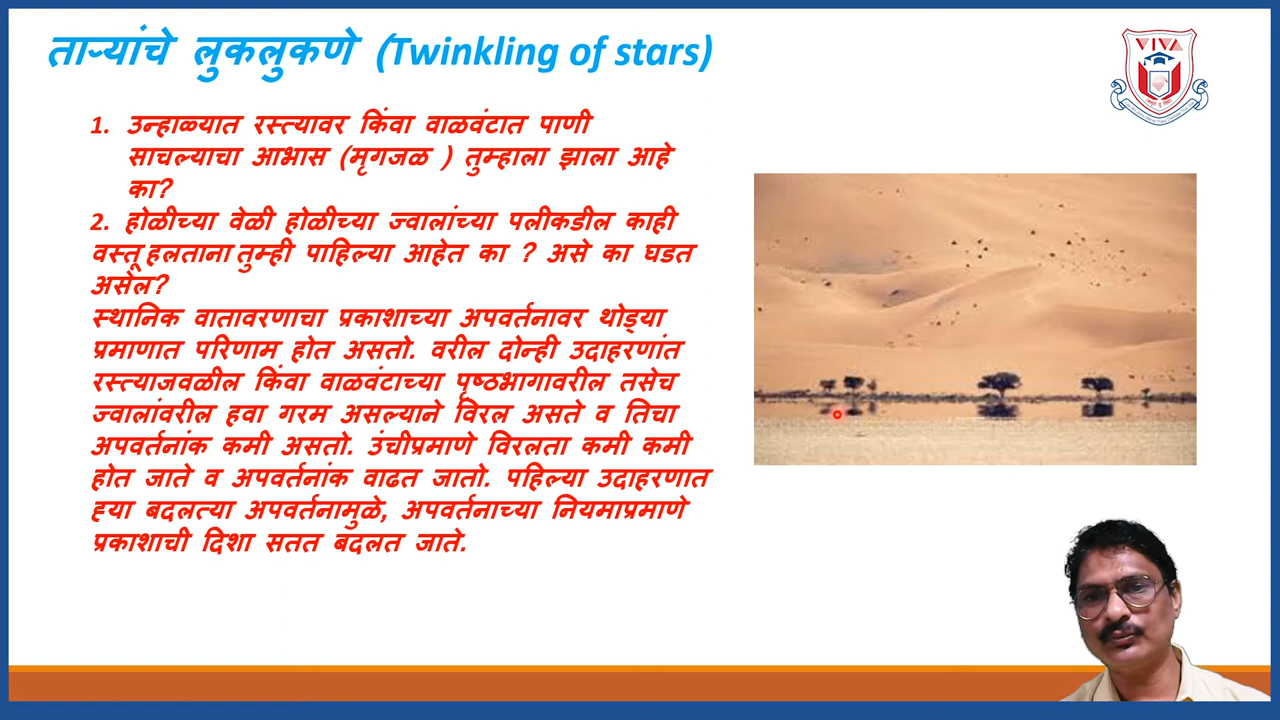 ताऱ्यांचे लुकलुकणे (Twinkling of stars)
VIVA
1. उन्हाळ्यात रस्त्यावर किंवा वाळवंटात पाणी
साचल्याचा आभास (मृगजळ ) तुम्हाला झाला आहे
का?
2. होळीच्या वेळी होळीच्या ज्वालांच्या पलीकडील काही
वस्तू हलताना तुम्ही पाहिल्या आहेत का ? असे का घडत
असेल?
स्थानिक वातावरणाचा प्रकाशाच्या अपवर्तनावर थोड्या
प्रमाणात परिणाम होत असतो. वरील दोन्ही उदाहरणांत
रस्त्याजवळील किंवा वाळवंटाच्या पृष्ठभागावरील तसेच
ज्वालांवरील हवा गरम असल्याने विरल असते व तिचा
अपवर्तनांक कमी असतो. उंचीप्रमाणे विरलता कमी कमी
होत जाते व अपवर्तनांक वाढत जातो. पहिल्या उदाहरणात
ह्या बदलत्या अपवर्तनामुळे, अपवर्तनाच्या नियमाप्रमाणे
प्रकाशाची दिशा सतत बदलत जाते.